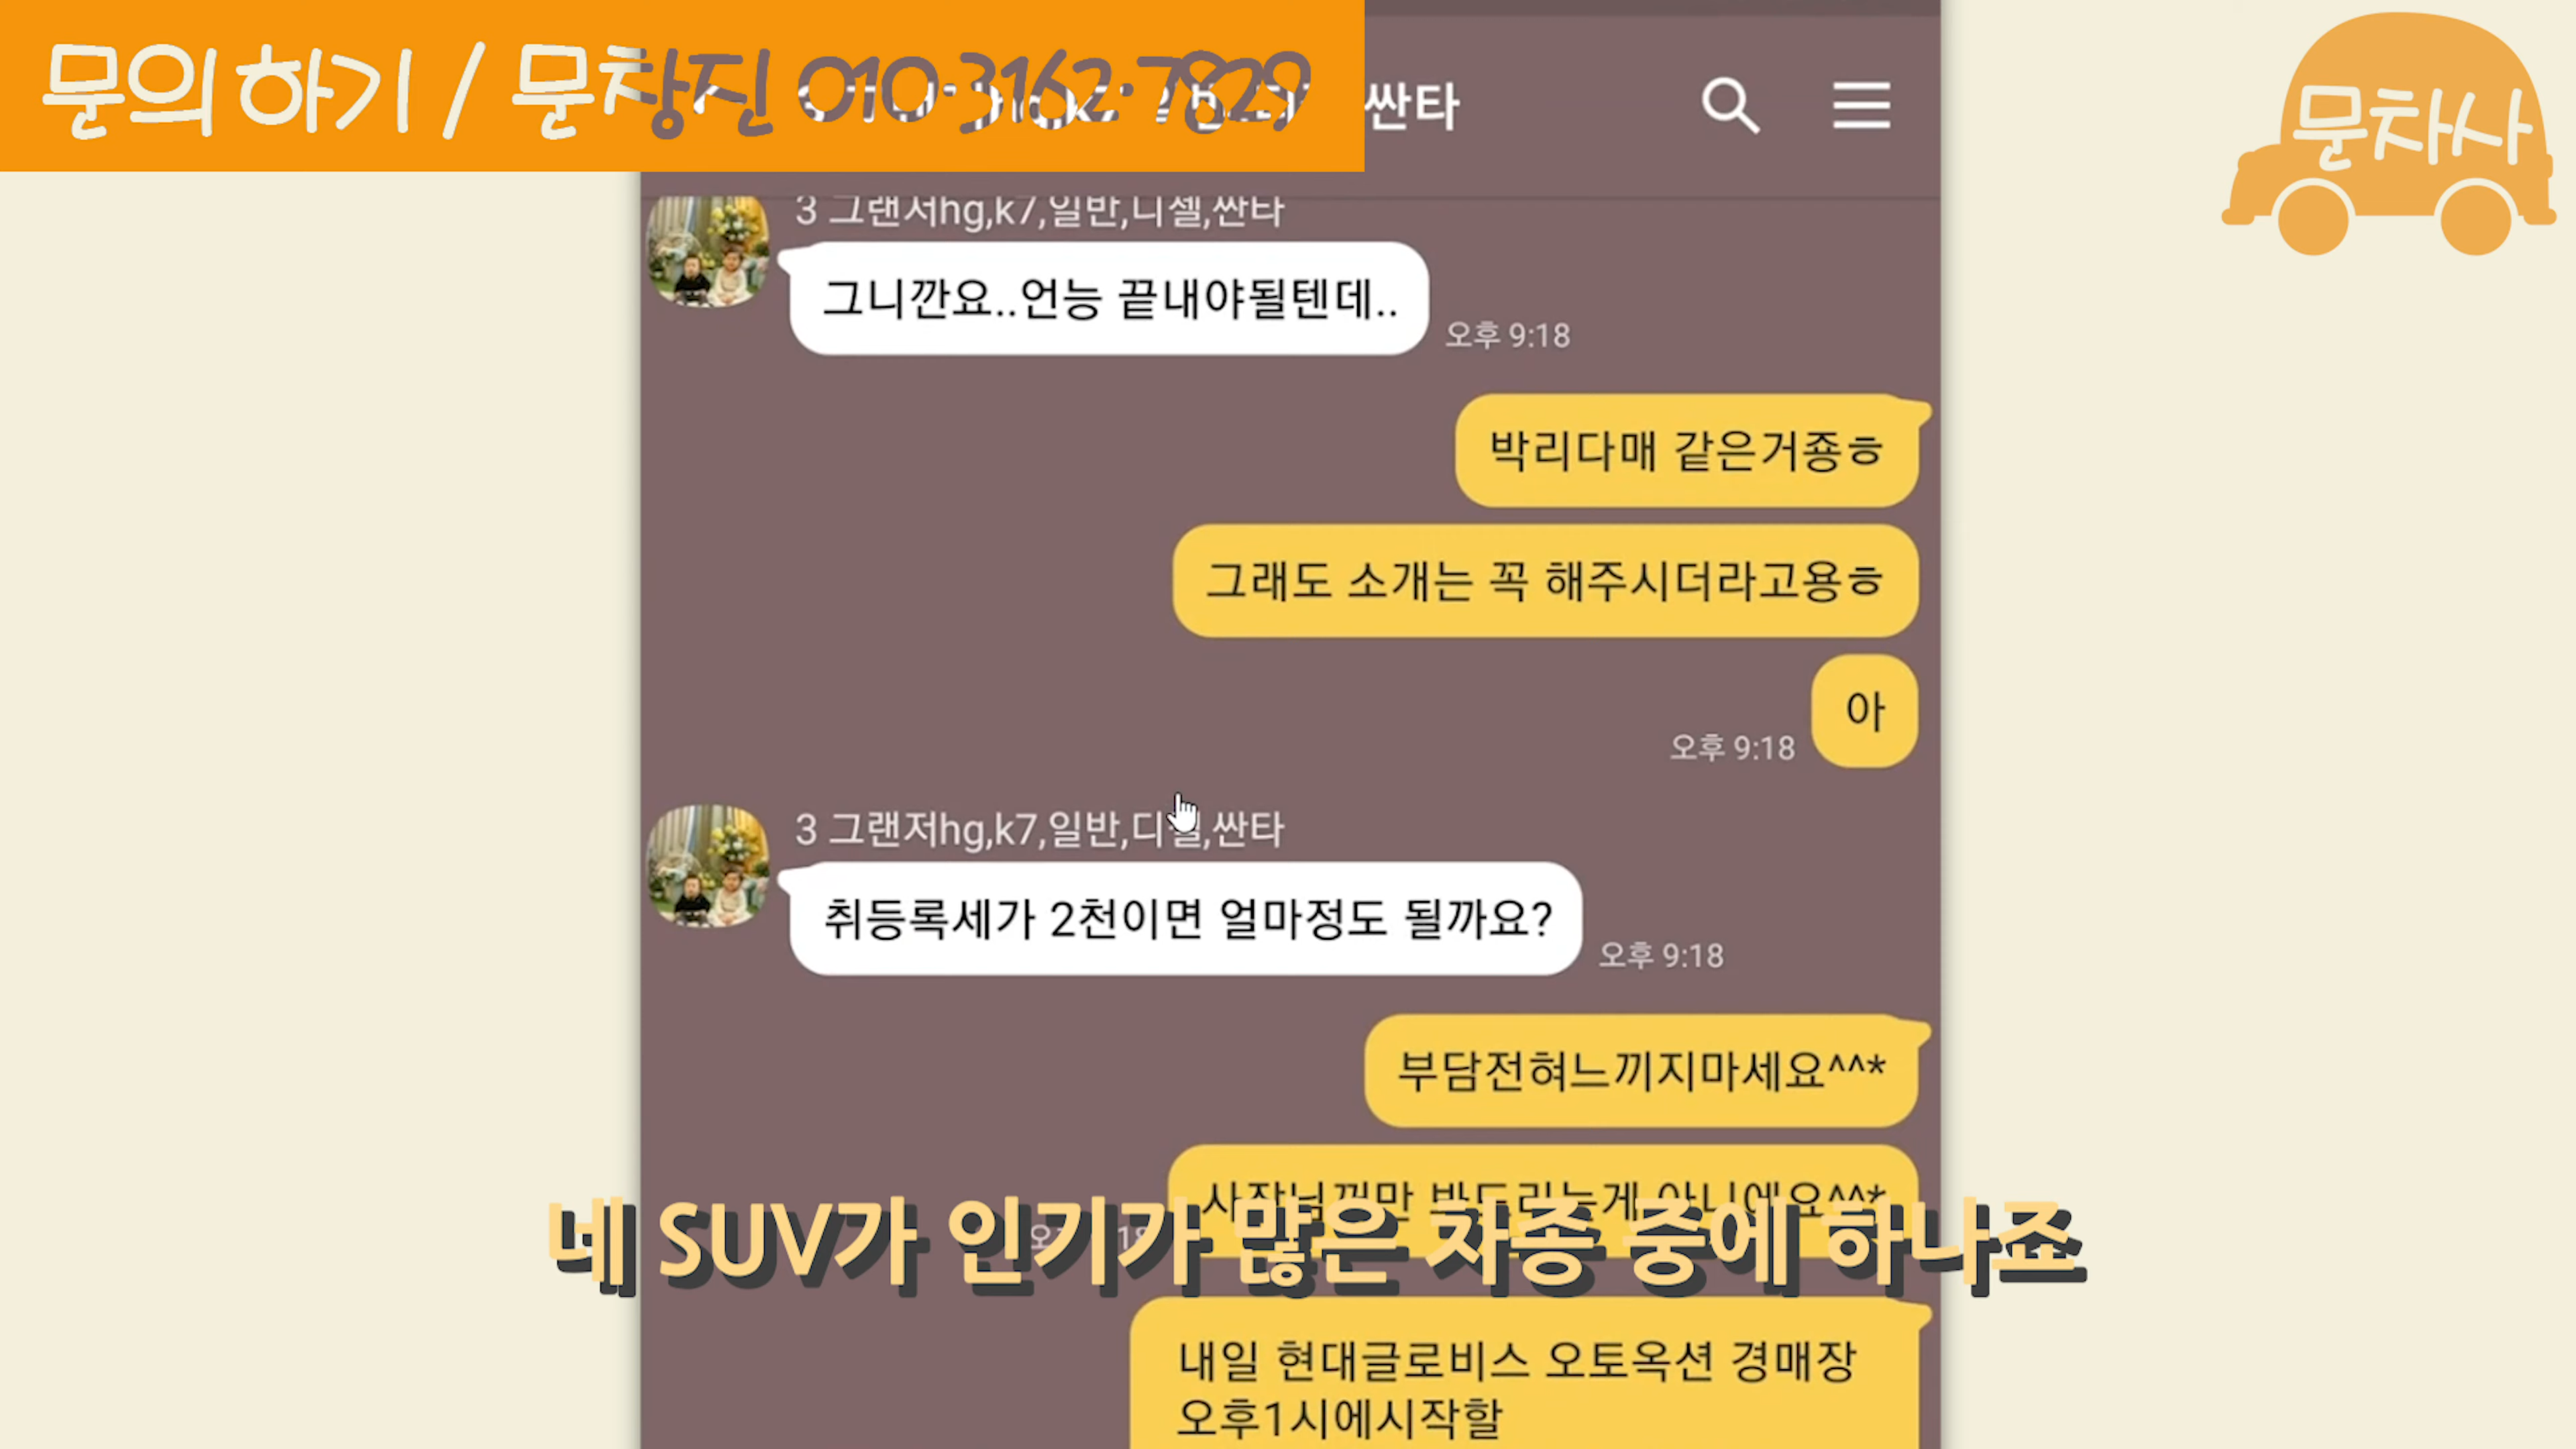 문의하기 / 문창진 010·3162·7829
싼타
문차사
3 그랜저hg,k7,일반,디젤,싼타
그니깐요..언능 끝내야될텐데..
오후 9:18
박리다매 같은거죵ㅎ
그래도 소개는 꼭 해주시더라고용ㅎ
아
오후 9:18
3 그랜저hg,k7,일반,디젤,싼타
취등록세가 2천이면 얼마정도 될까요?
오후 9:18
부담전혀느끼지마세요^^*
네 SUV가 인기가 많은 차종 중에 하나죠
내일 현대글로비스 오토옥션 경매장
오후1시에시작할